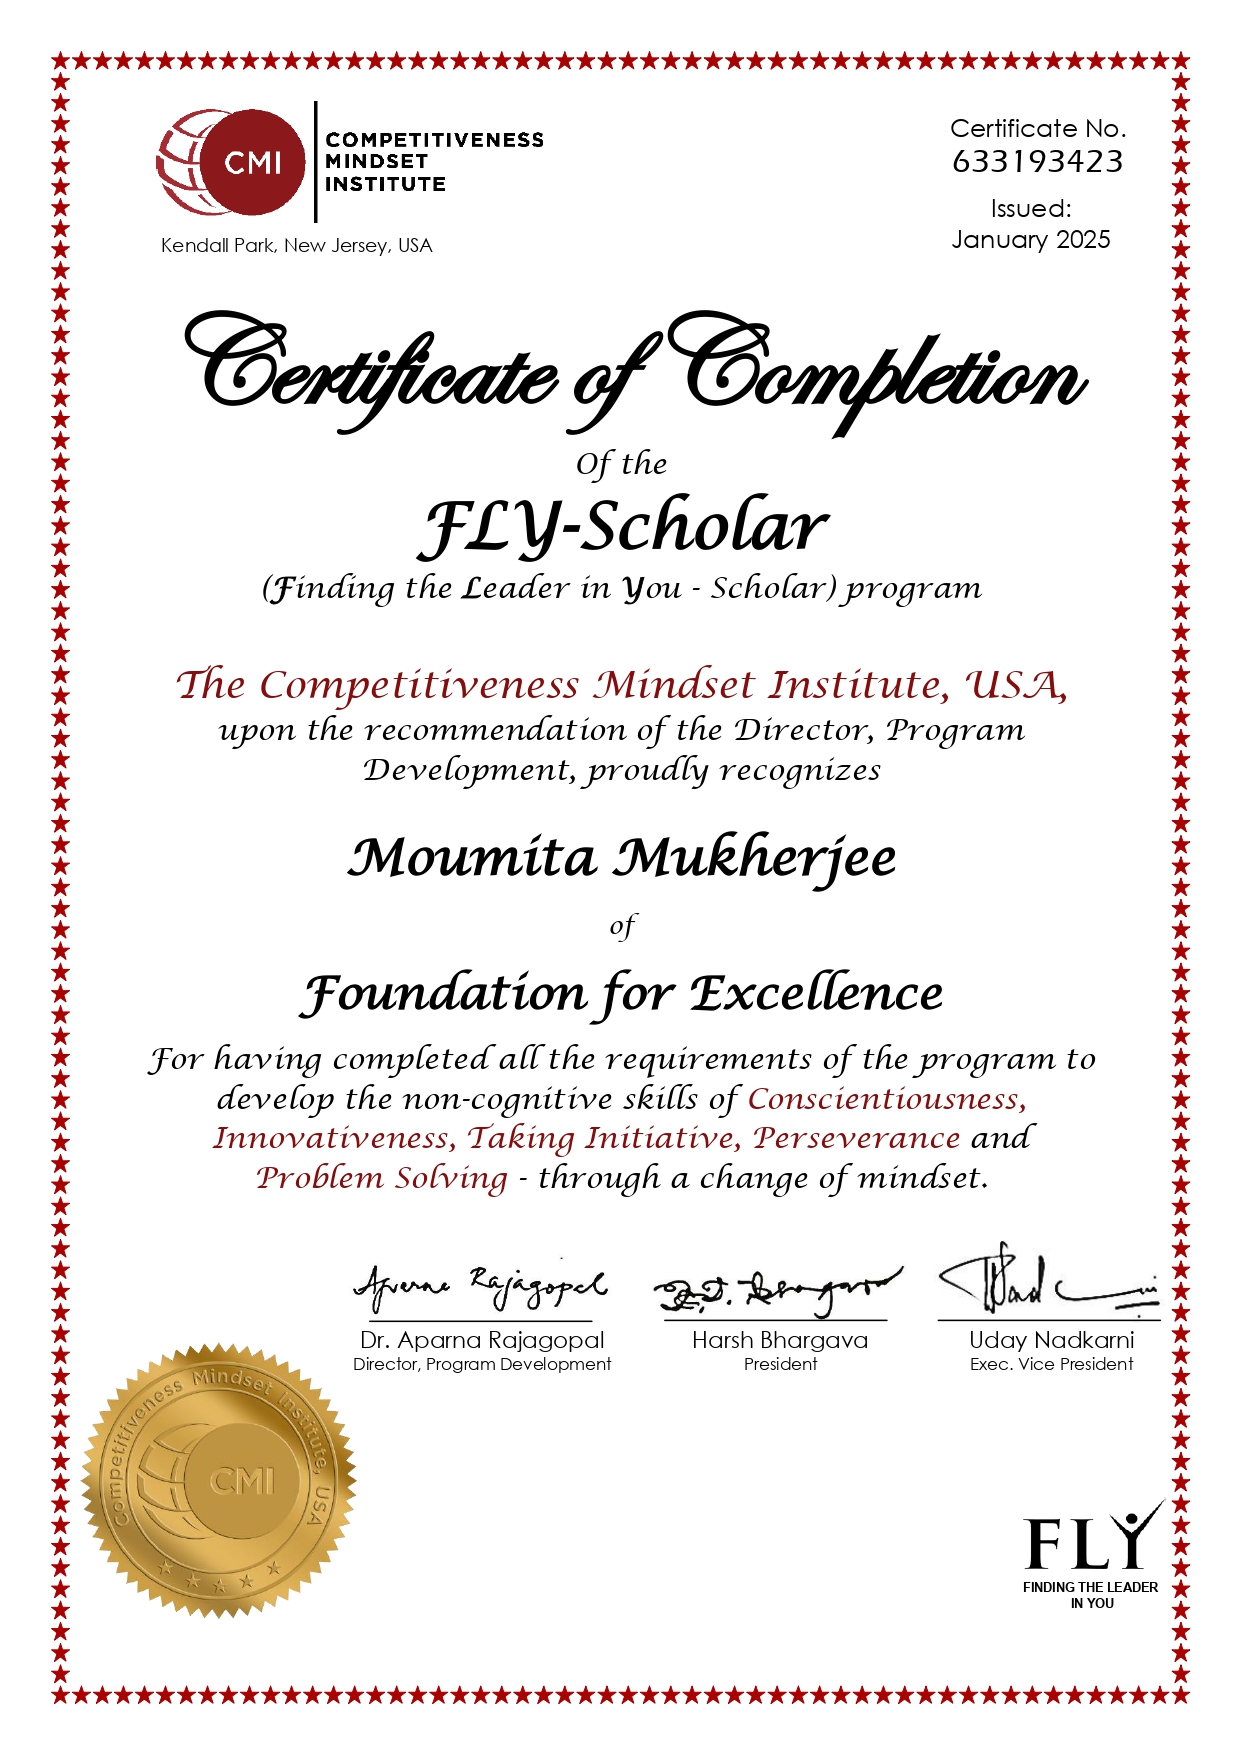 CMI
COMPETITIVENESS
MINDSET
INSTITUTE
Kendall Park, New Jersey, USA
Certificate No.
633193423
Issued:
January 2025
Certificate of Completion
Of the
FLY-Scholar
(Finding the Leader in You - Scholar) program
The Competitiveness Mindset Institute, USA,
upon the recommendation of the Director, Program
Development, proudly recognizes
Moumita Mukherjee
of
Foundation for Excellence
For having completed all the requirements of the program to
develop the non-cognitive skills of Conscientiousness,
Innovativeness, Taking Initiative, Perseverance and
Problem Solving - through a change of mindset.
Aparna Rajagopal
Dr. Aparna Rajagopal
Director, Program Development
Harsh Bhargava
President
Uday Nadkarni
Exec. Vice President
Competitiveness Mindset Institute, USA
CMI
FLY
FINDING THE LEADER
IN YOU